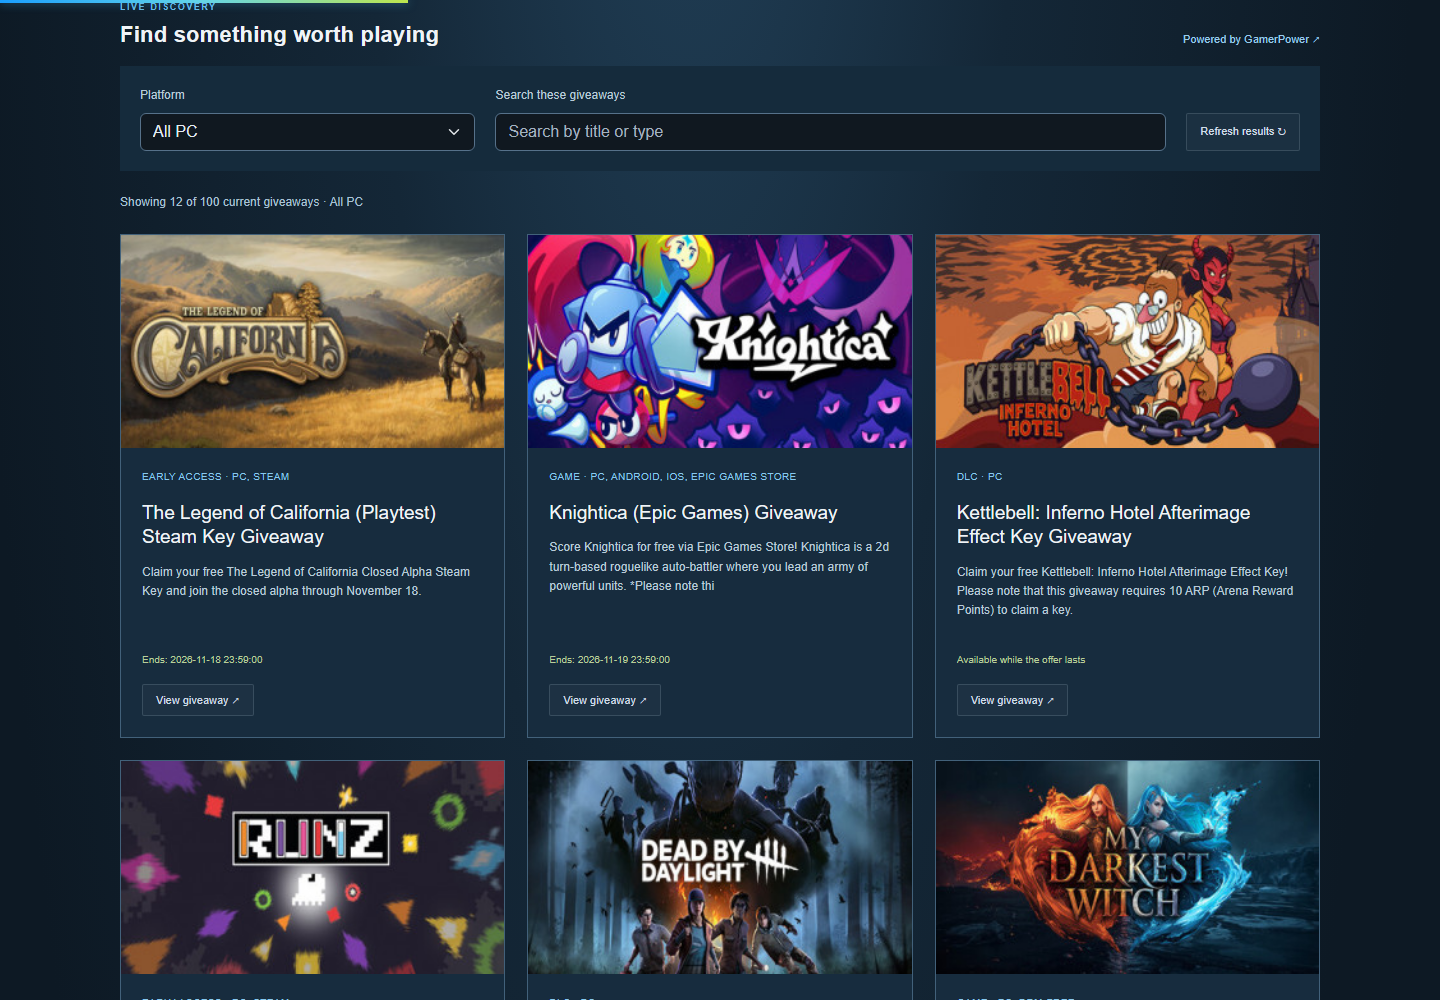 LIVE DISCOVERY
Find something worth playing
Powered by GamerPower ↗
Platform
Search these giveaways
All PC
Search by title or type
Refresh results ↻
Showing 12 of 100 current giveaways · All PC
THE LEGEND OF
CALIFORNIA
Knightica
KETTLEBELL
INFERNO
HOTEL
EARLY ACCESS · PC, STEAM
The Legend of California (Playtest)
Steam Key Giveaway
Claim your free The Legend of California Closed Alpha Steam
Key and join the closed alpha through November 18.
Ends: 2026-11-18 23:59:00
View giveaway ↗
GAME · PC, ANDROID, IOS, EPIC GAMES STORE
Knightica (Epic Games) Giveaway
Score Knightica for free via Epic Games Store! Knightica is a 2d
turn-based roguelike auto-battler where you lead an army of
powerful units. *Please note thi
Ends: 2026-11-19 23:59:00
View giveaway ↗
DLC · PC
Kettlebell: Inferno Hotel Afterimage
Effect Key Giveaway
Claim your free Kettlebell: Inferno Hotel Afterimage Effect Key!
Please note that this giveaway requires 10 ARP (Arena Reward
Points) to claim a key.
Available while the offer lasts
View giveaway ↗
RUNZ
DEAD BY
DAYLIGHT
MY
DARKEST
WITCH